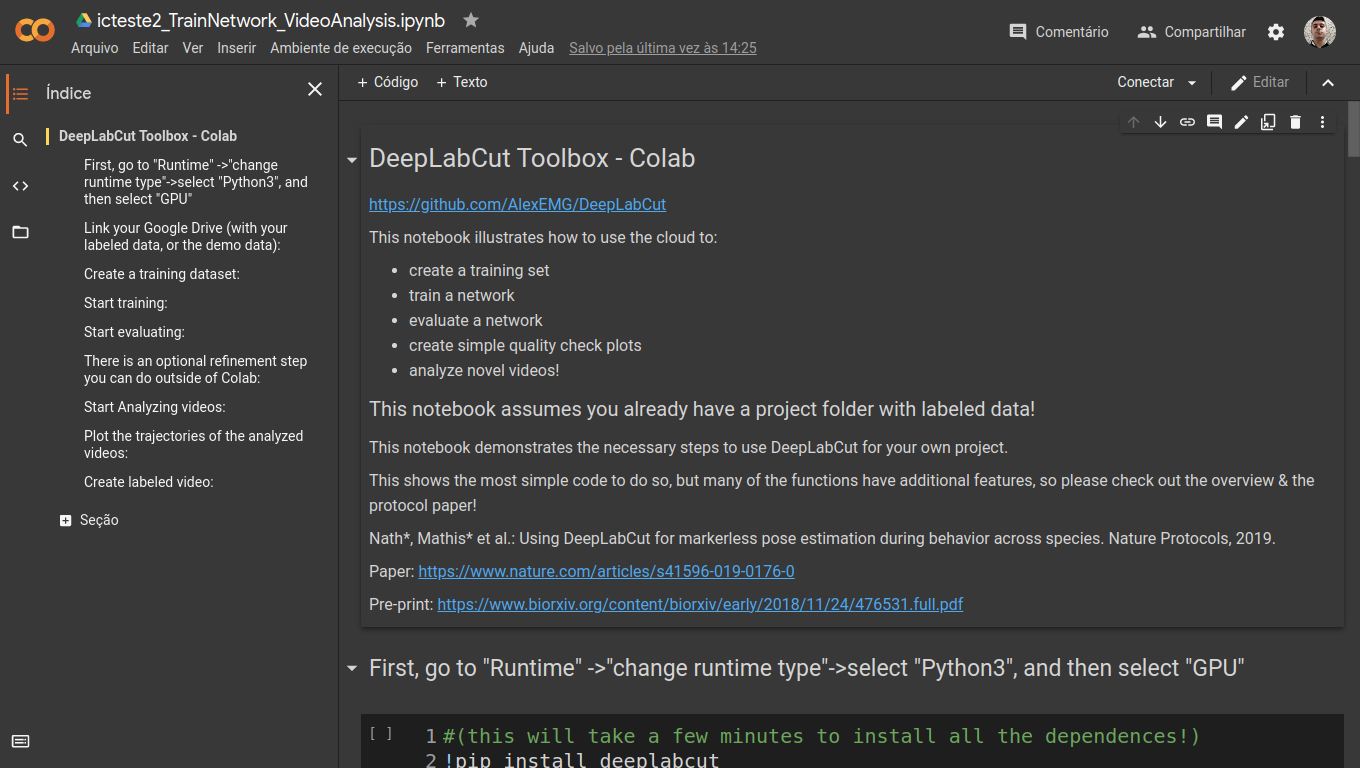 icteste2_TrainNetwork_VideoAnalysis.ipynb
Arquivo Editar Ver Inserir Ambiente de execução Ferramentas Ajuda Salvo pela última vez às 14:25
Comentário Compartilhar
Índice
DeepLabCut Toolbox - Colab
First, go to "Runtime" ->"change
runtime type"->select "Python3", and
then select "GPU"
Link your Google Drive (with your
labeled data, or the demo data):
Create a training dataset:
Start training:
Start evaluating:
There is an optional refinement step
you can do outside of Colab:
Start Analyzing videos:
Plot the trajectories of the analyzed
videos:
Create labeled video:
Seção
+ Código + Texto
Conectar Editar
DeepLabCut Toolbox - Colab
https://github.com/AlexEMG/DeepLabCut
This notebook illustrates how to use the cloud to:
• create a training set
• train a network
• evaluate a network
• create simple quality check plots
• analyze novel videos!
This notebook assumes you already have a project folder with labeled data!
This notebook demonstrates the necessary steps to use DeepLabCut for your own project.
This shows the most simple code to do so, but many of the functions have additional features, so please check out the overview & the
protocol paper!
Nath*, Mathis* et al.: Using DeepLabCut for markerless pose estimation during behavior across species. Nature Protocols, 2019.
Paper: https://www.nature.com/articles/s41596-019-0176-0
Pre-print: https://www.biorxiv.org/content/biorxiv/early/2018/11/24/476531.full.pdf
First, go to "Runtime" ->"change runtime type"->select "Python3", and then select "GPU"
[ ] 1 #(this will take a few minutes to install all the dependences!)
2 !pip install deeplabcut